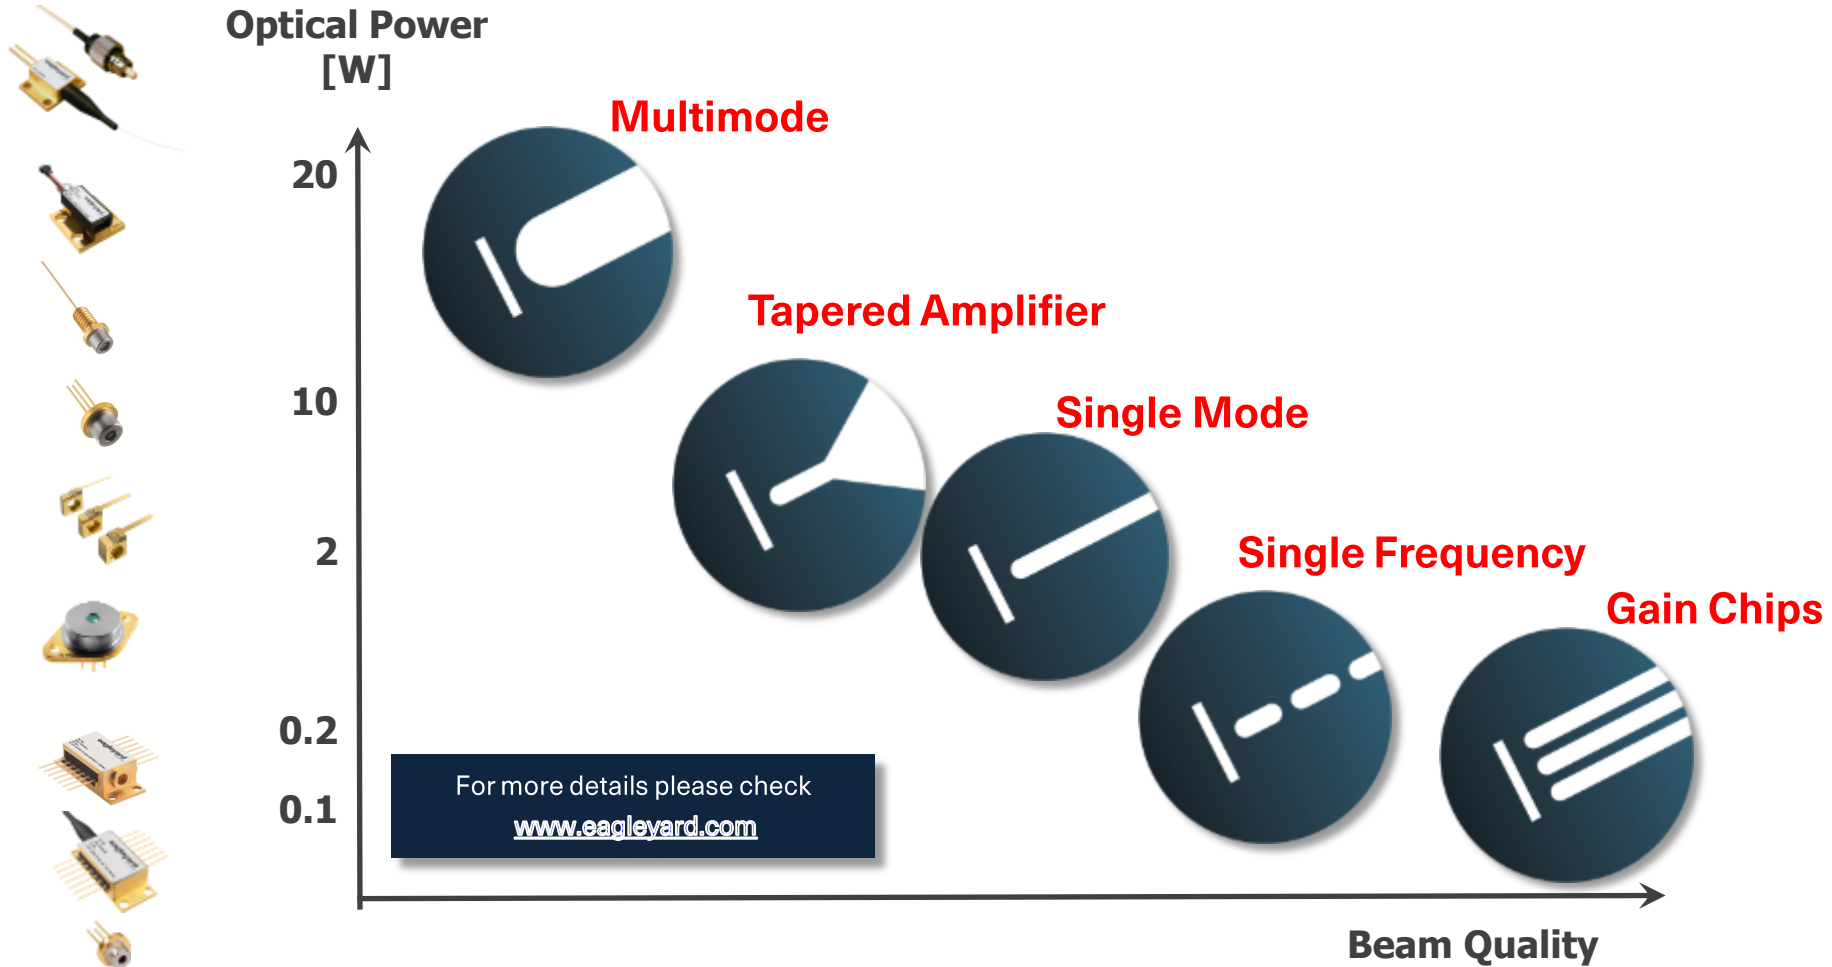 Optical Power
[W]
Multimode
20
Tapered Amplifier
10
Single Mode
2
Single Frequency
Gain Chips
0.2
0.1
For more details please check
www.eagleyard.com
Beam Quality